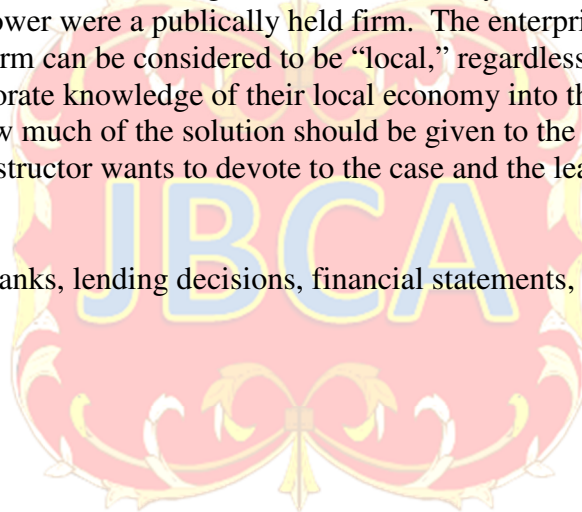 ower were a publically held firm. The enterpri
rm can be considered to be “local,” regardless
orate knowledge of their local economy into th
w much of the solution should be given to the
structor wants to devote to the case and the lea
JBCA
anks, lending decisions, financial statements,